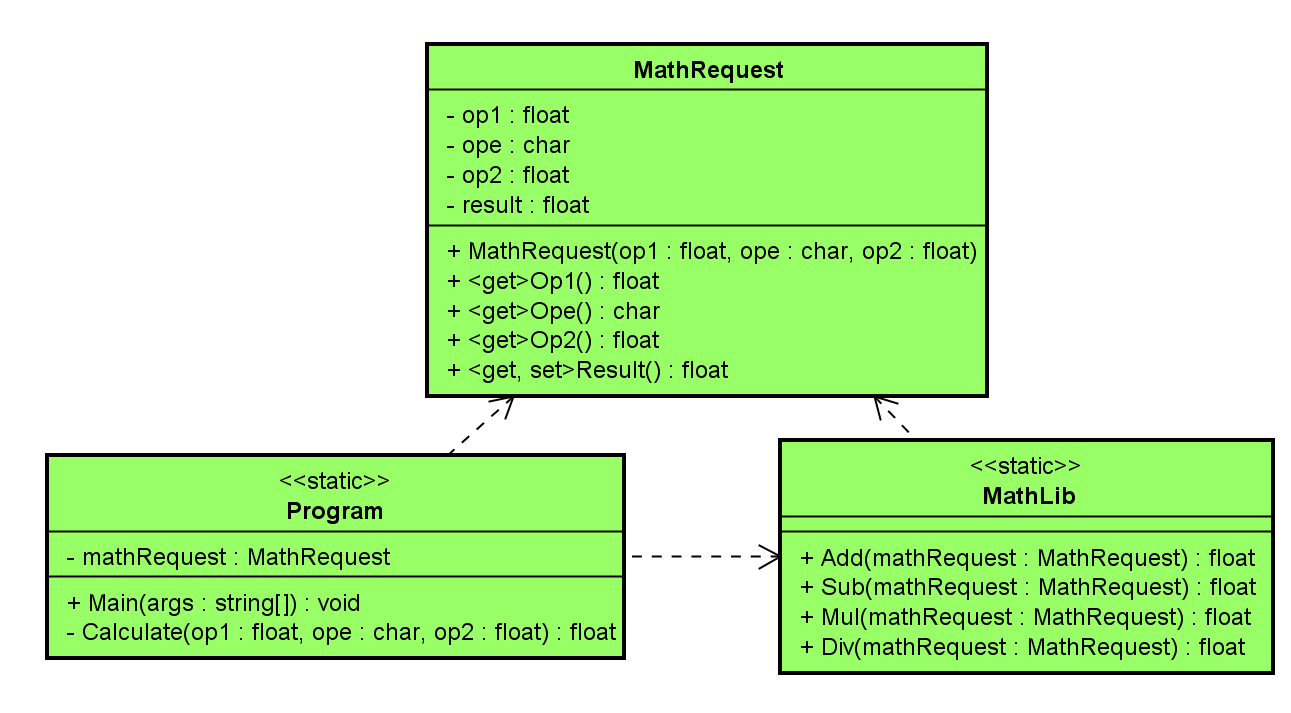 MathRequest
- op1 : float
- ope : char
- op2 : float
- result : float
+ MathRequest(op1 : float, ope : char, op2 : float)
+ <get>Op1() : float
+ <get>Ope() : char
+ <get>Op2() : float
+ <get, set>Result() : float
<<static>>
Program
- mathRequest : MathRequest
+ Main(args : string[]) : void
- Calculate(op1 : float, ope : char, op2 : float) : float
<<static>>
MathLib
+ Add(mathRequest : MathRequest) : float
+ Sub(mathRequest : MathRequest) : float
+ Mul(mathRequest : MathRequest) : float
+ Div(mathRequest : MathRequest) : float